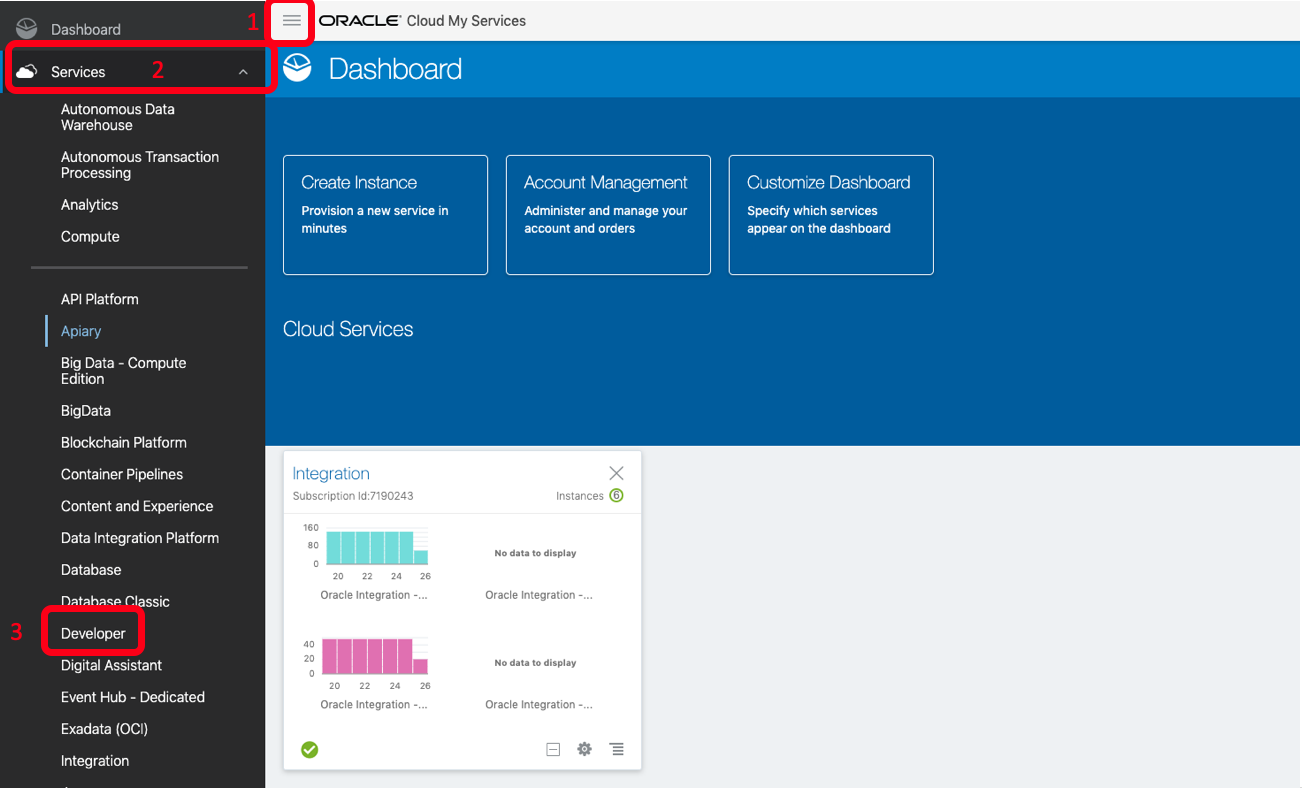 Dashboard
Services
Autonomous Data
Warehouse
Autonomous Transaction
Processing
Analytics
Compute
API Platform
Apiary
Big Data - Compute
Edition
BigData
Blockchain Platform
Container Pipelines
Content and Experience
Data Integration Platform
Database
Database Classic
Developer
Digital Assistant
Event Hub - Dedicated
Exadata (OCI)
Integration
1
2
3
ORACLE® Cloud My Services
Dashboard
Create Instance
Provision a new service in
minutes
Account Management
Administer and manage your
account and orders
Customize Dashboard
Specify which services
appear on the dashboard
Cloud Services
Integration
Subscription Id:7190243
Instances 6
160
80
0
20 22 24 26
Oracle Integration -...
No data to display
Oracle Integration -...
40
20
0
20 22 24 26
Oracle Integration -...
No data to display
Oracle Integration -...